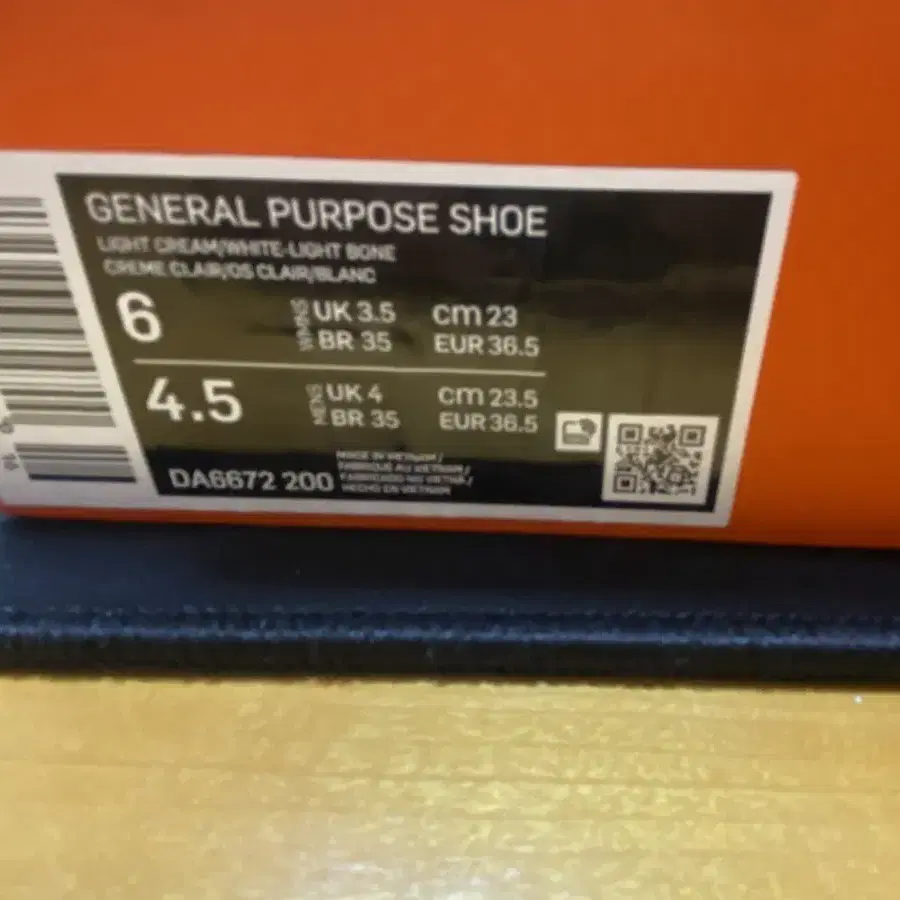 GENERAL PURPOSE SHOE
LIGHT CREAM/WHITE-LIGHT BONE
CREME CLAIR/OS CLAIR/BLANC
6 WMNS UK 3.5 cm 23
BR 35 EUR 36.5
4.5 MENS UK 4 cm 23.5
BR 35 EUR 36.5
DA6672 200
MADE IN VIETNAM /
FABRIQUE AU VIETNAM /
FABRICADO NO VIETNÃ /
HECHO EN VIETNAM